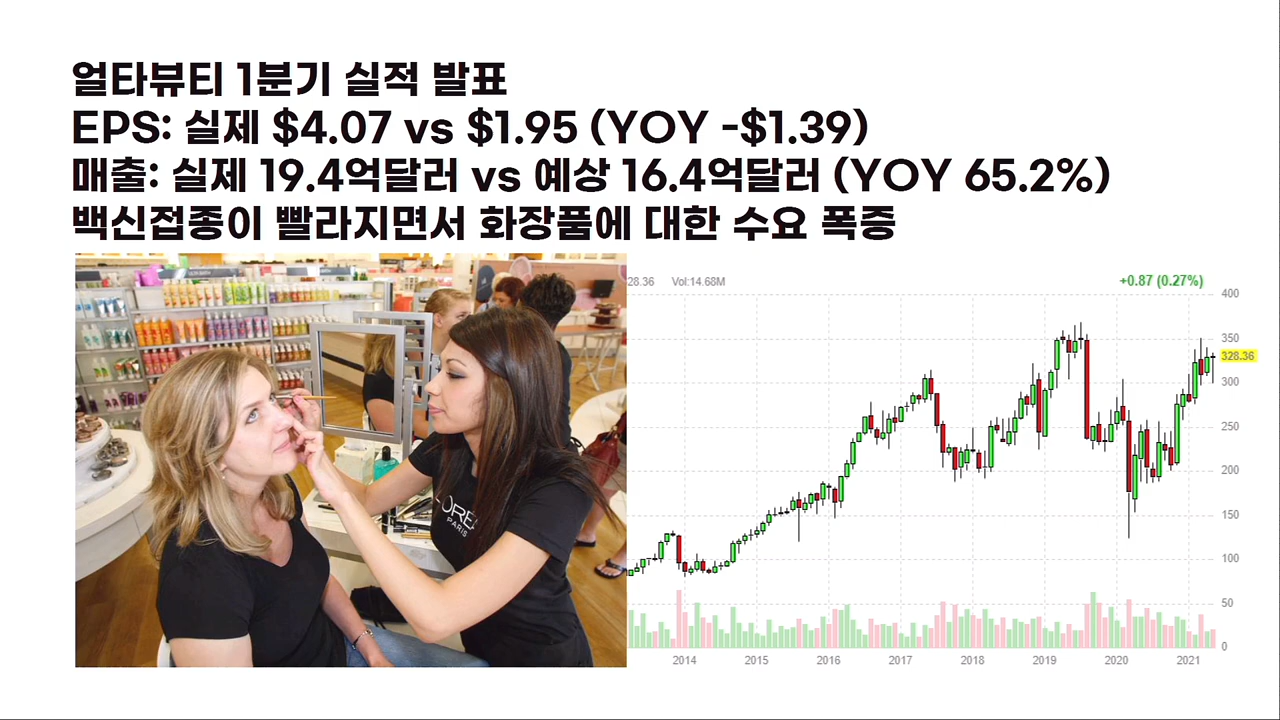 얼타뷰티 1분기 실적 발표
EPS: 실제 $4.07 vs $1.95 (YOY -$1.39)
매출: 실제 19.4억달러 vs 예상 16.4억달러 (YOY 65.2%)
백신접종이 빨라지면서 화장품에 대한 수요 폭증
28.36 Vol:14.68M +0.87 (0.27%)
400
350
328.36
300
250
200
150
100
50
0
2014 2015 2016 2017 2018 2019 2020 2021
L'ORÉ
PARIS